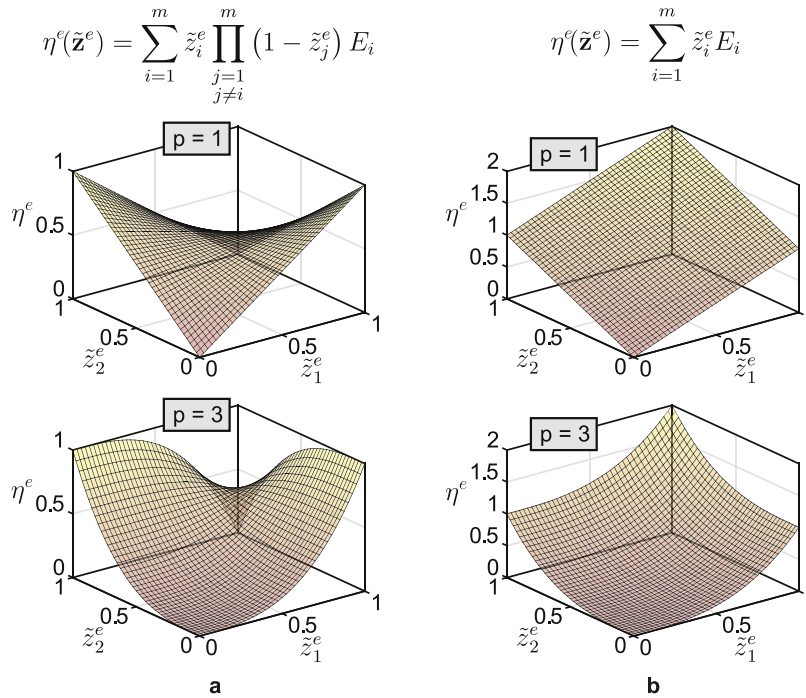 η^e(z̃^e) = ∑_{i=1}^{m} z̃_i^e ∏_{j=1, j≠i}^{m} (1 − z̃_j^e) E_i
η^e(z̃^e) = ∑_{i=1}^{m} z̃_i^e E_i
p = 1
1
0.5
0
η^e
1
0.5
0
z̃_2^e
0
0.5
1
z̃_1^e
p = 1
2
1.5
1
0.5
0
η^e
1
0.5
0
z̃_2^e
0
0.5
1
z̃_1^e
p = 3
1
0.5
0
η^e
1
0.5
0
z̃_2^e
0
0.5
1
z̃_1^e
p = 3
2
1.5
1
0.5
0
η^e
1
0.5
0
z̃_2^e
0
0.5
1
z̃_1^e
a
b